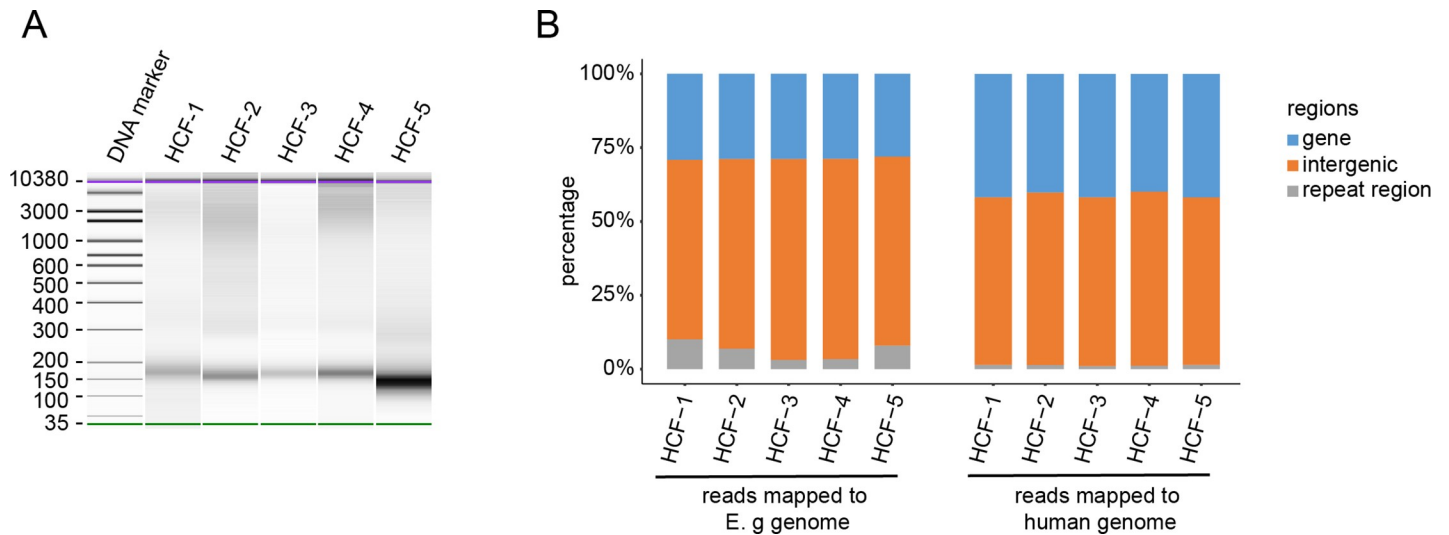 A
DNA marker
HCF-1
HCF-2
HCF-3
HCF-4
HCF-5
10380
3000
1000
600
500
400
300
200
150
100
35
B
percentage
100%
75%
50%
25%
0%
HCF-1
HCF-2
HCF-3
HCF-4
HCF-5
reads mapped to
E. g genome
HCF-1
HCF-2
HCF-3
HCF-4
HCF-5
reads mapped to
human genome
regions
gene
intergenic
repeat region